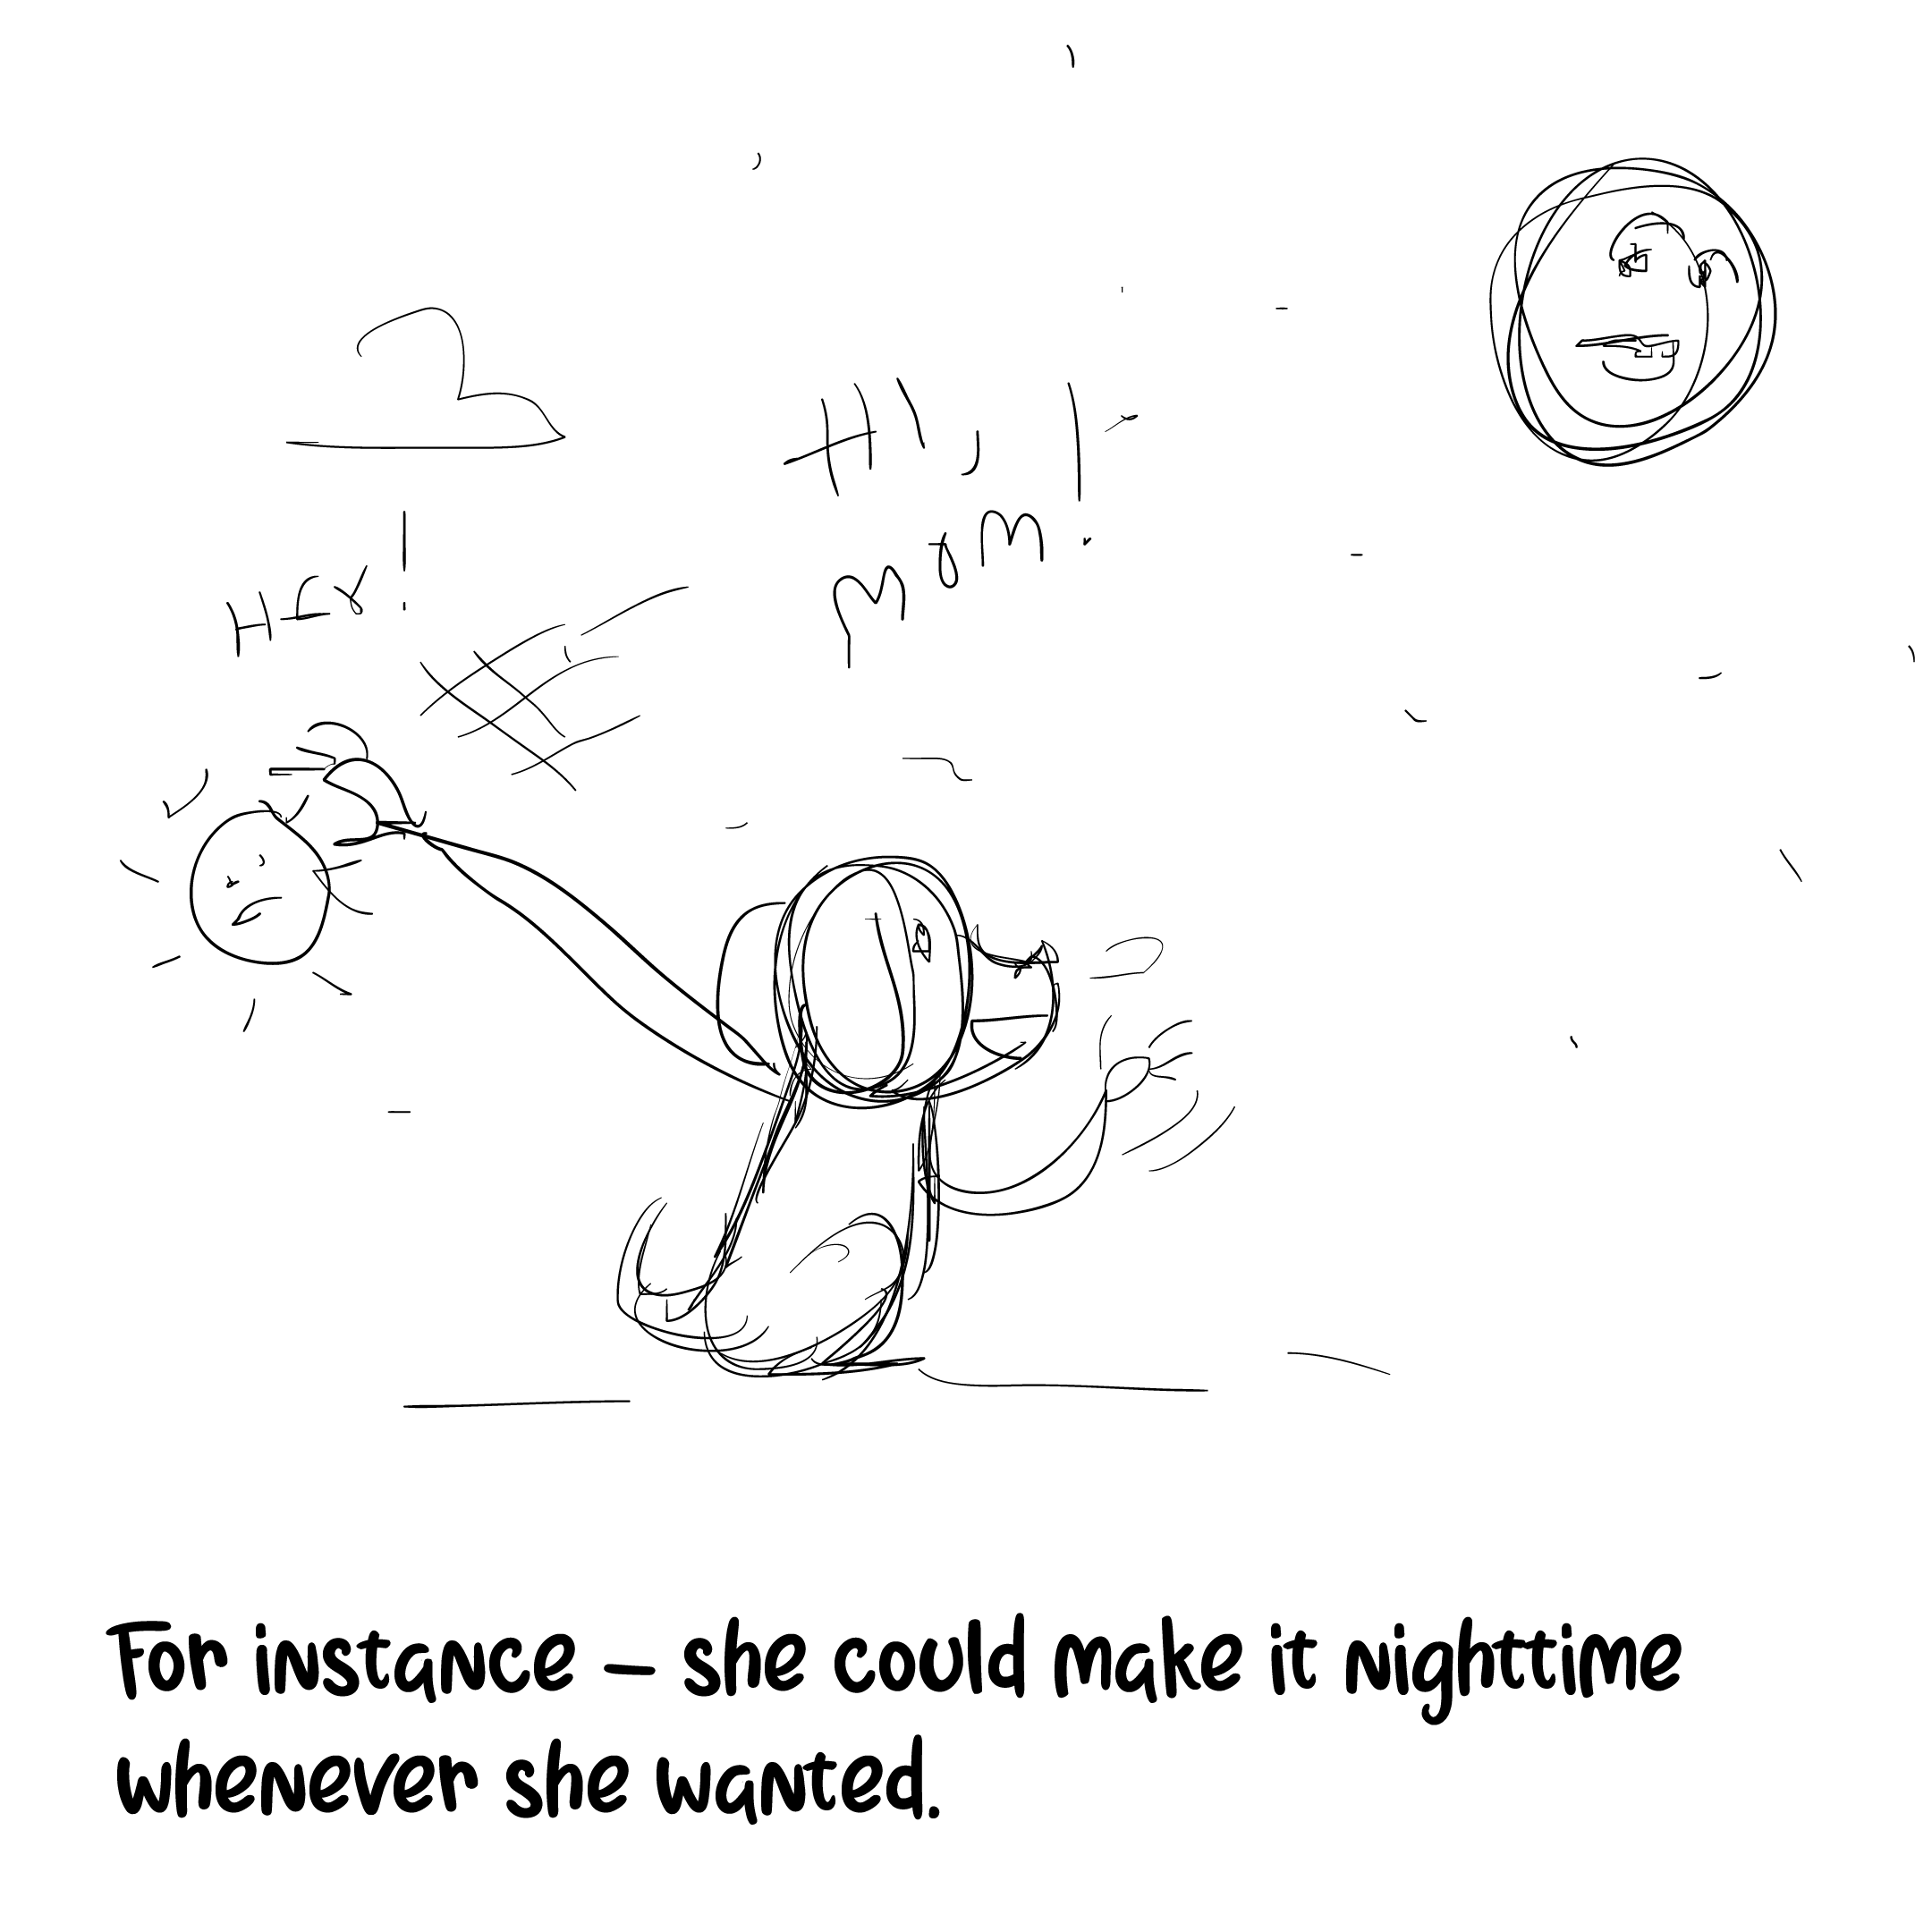 HI,
MOM!
HEY!
For instance – she could make it nighttime
whenever she wanted.